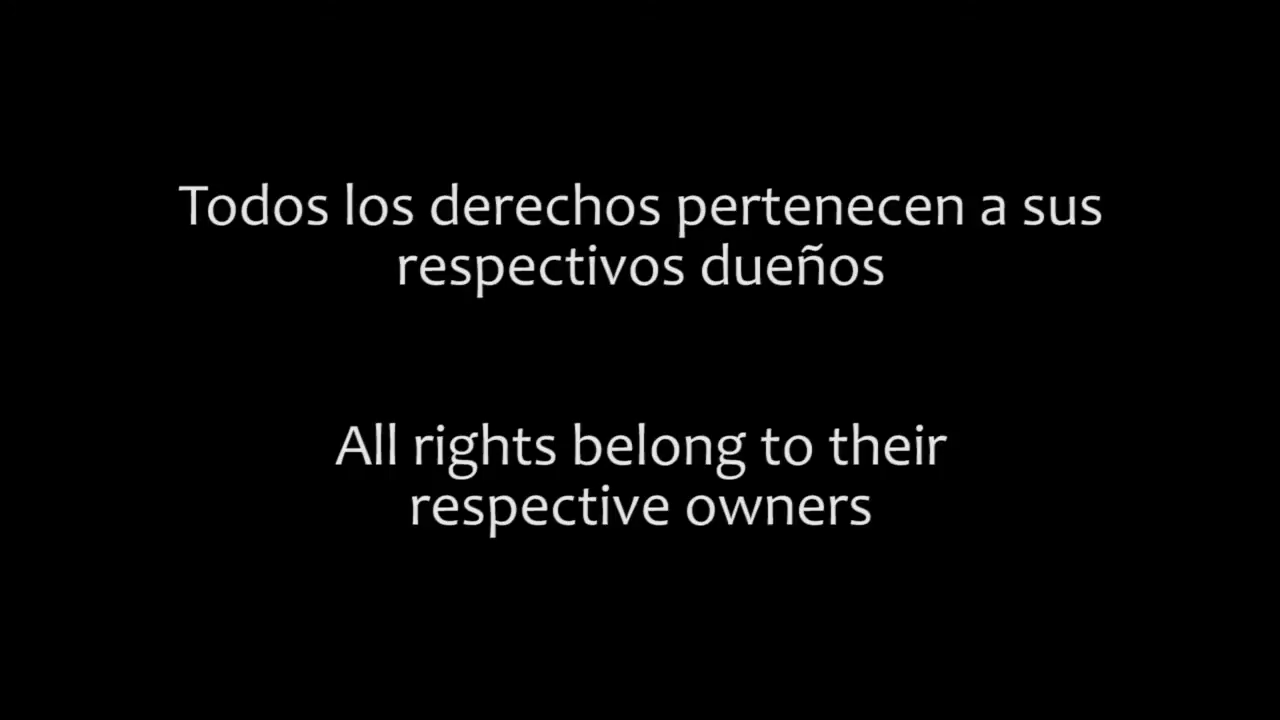 Todos los derechos pertenecen a sus
respectivos dueños
All rights belong to their
respective owners